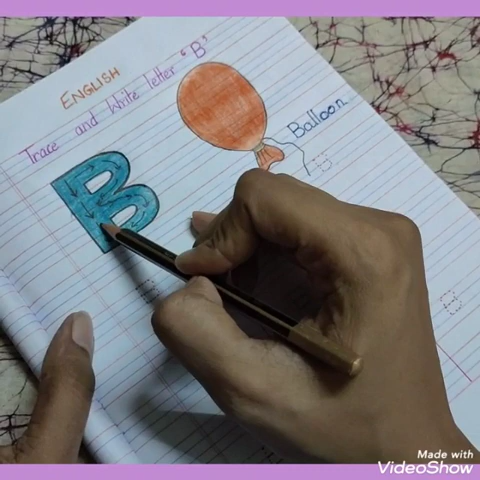 ENGLISH
Trace and Write letter "B"
B
Balloon
B
B
B
Made with
VideoShow